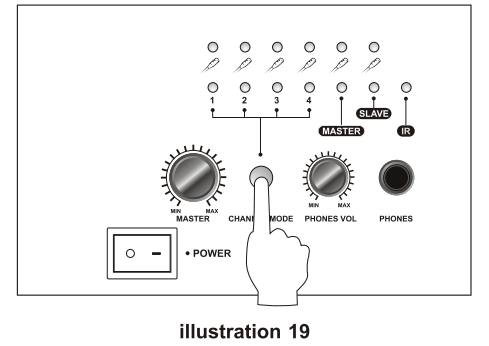 1 2 3 4
SLAVE
MASTER IR
MIN MAX MIN MAX
MASTER CHAN MODE PHONES VOL PHONES
• POWER
illustration 19